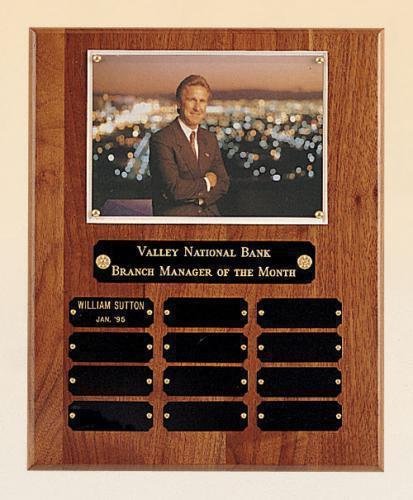 VALLEY NATIONAL BANK
BRANCH MANAGER OF THE MONTH
WILLIAM SUTTON
JAN. '95